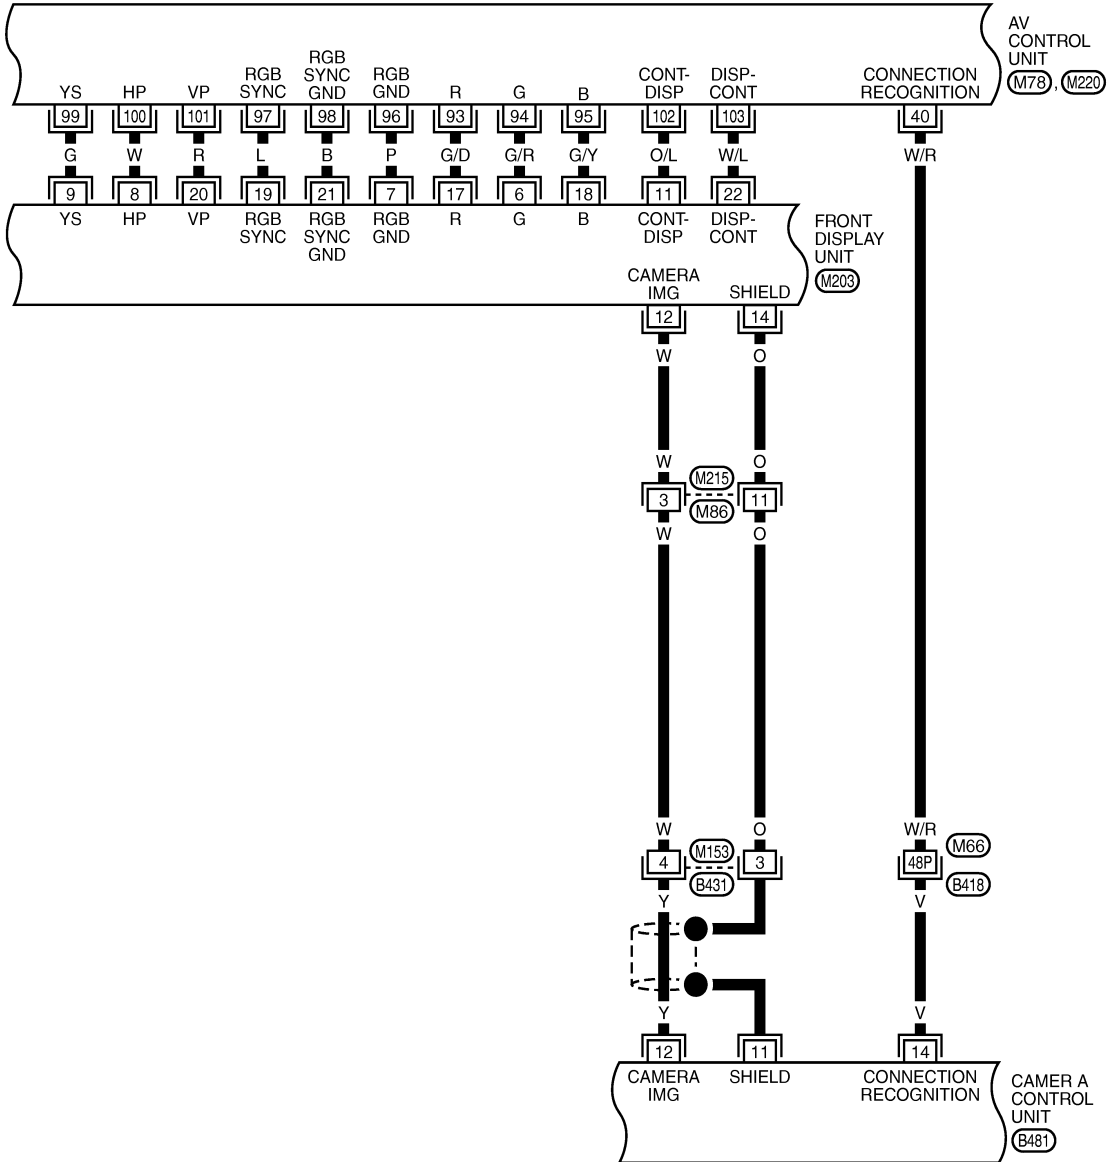 AV
CONTROL
UNIT
M78 , M220
YS HP VP RGB SYNC RGB SYNC GND RGB GND R G B CONT-DISP DISP-CONT CONNECTION RECOGNITION
99 100 101 97 98 96 93 94 95 102 103 40
G W R L B P G/D G/R G/Y O/L W/L W/R
9 8 20 19 21 7 17 6 18 11 22
YS HP VP RGB SYNC RGB SYNC GND RGB GND R G B CONT-DISP DISP-CONT
FRONT
DISPLAY
UNIT
M203
CAMERA IMG SHIELD
12 14
W O
W O
M215
3 11
M86
W O
W O W/R
M153 M66
4 3 48P
B431 B418
Y V
Y V
12 11 14
CAMERA IMG SHIELD CONNECTION RECOGNITION
CAMER A
CONTROL
UNIT
B481